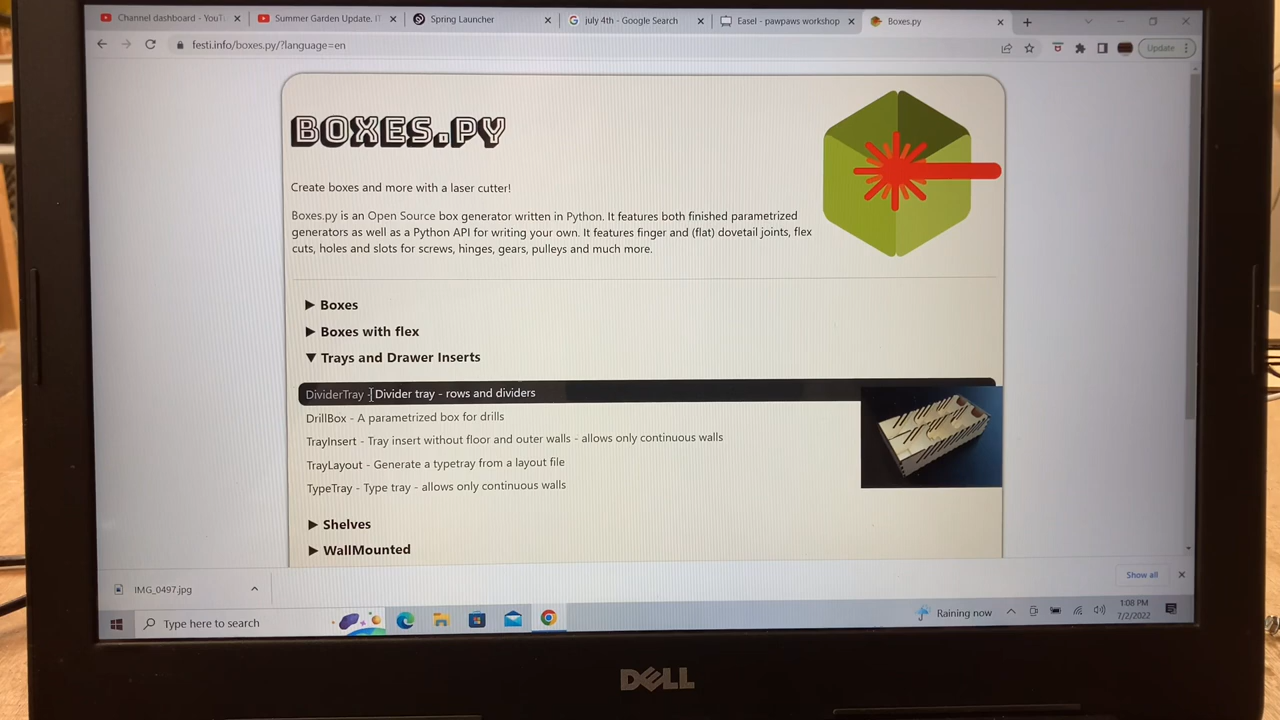 Channel dashboard - YouTu
Summer Garden Update. IT
Spring Launcher
july 4th - Google Search
Easel - pawpaws workshop
Boxes.py
festi.info/boxes.py/?language=en
Update
BOXES.PY
Create boxes and more with a laser cutter!
Boxes.py is an Open Source box generator written in Python. It features both finished parametrized
generators as well as a Python API for writing your own. It features finger and (flat) dovetail joints, flex
cuts, holes and slots for screws, hinges, gears, pulleys and much more.
Boxes
Boxes with flex
Trays and Drawer Inserts
DividerTray - Divider tray - rows and dividers
DrillBox - A parametrized box for drills
TrayInsert - Tray insert without floor and outer walls - allows only continuous walls
TrayLayout - Generate a typetray from a layout file
TypeTray - Type tray - allows only continuous walls
Shelves
WallMounted
IMG_0497.jpg
Show all
Type here to search
Raining now
1:08 PM
7/2/2022
DELL